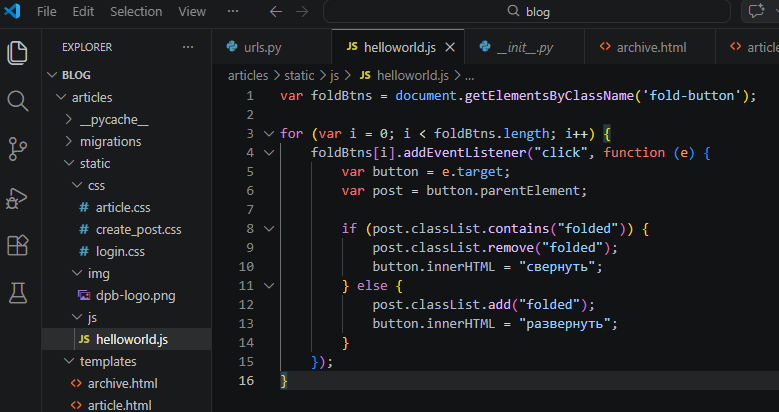 File Edit Selection View ··· blog
EXPLORER ···
BLOG
articles
__pycache__
migrations
static
css
article.css
create_post.css
login.css
img
dpb-logo.png
js
JS helloworld.js
templates
archive.html
article.html
urls.py JS helloworld.js __init__.py archive.html article
articles > static > js > JS helloworld.js > ...
1 var foldBtns = document.getElementsByClassName('fold-button');
2
3 for (var i = 0; i < foldBtns.length; i++) {
4     foldBtns[i].addEventListener("click", function (e) {
5         var button = e.target;
6         var post = button.parentElement;
7
8         if (post.classList.contains("folded")) {
9             post.classList.remove("folded");
10             button.innerHTML = "свернуть";
11         } else {
12             post.classList.add("folded");
13             button.innerHTML = "развернуть";
14         }
15     });
16 }